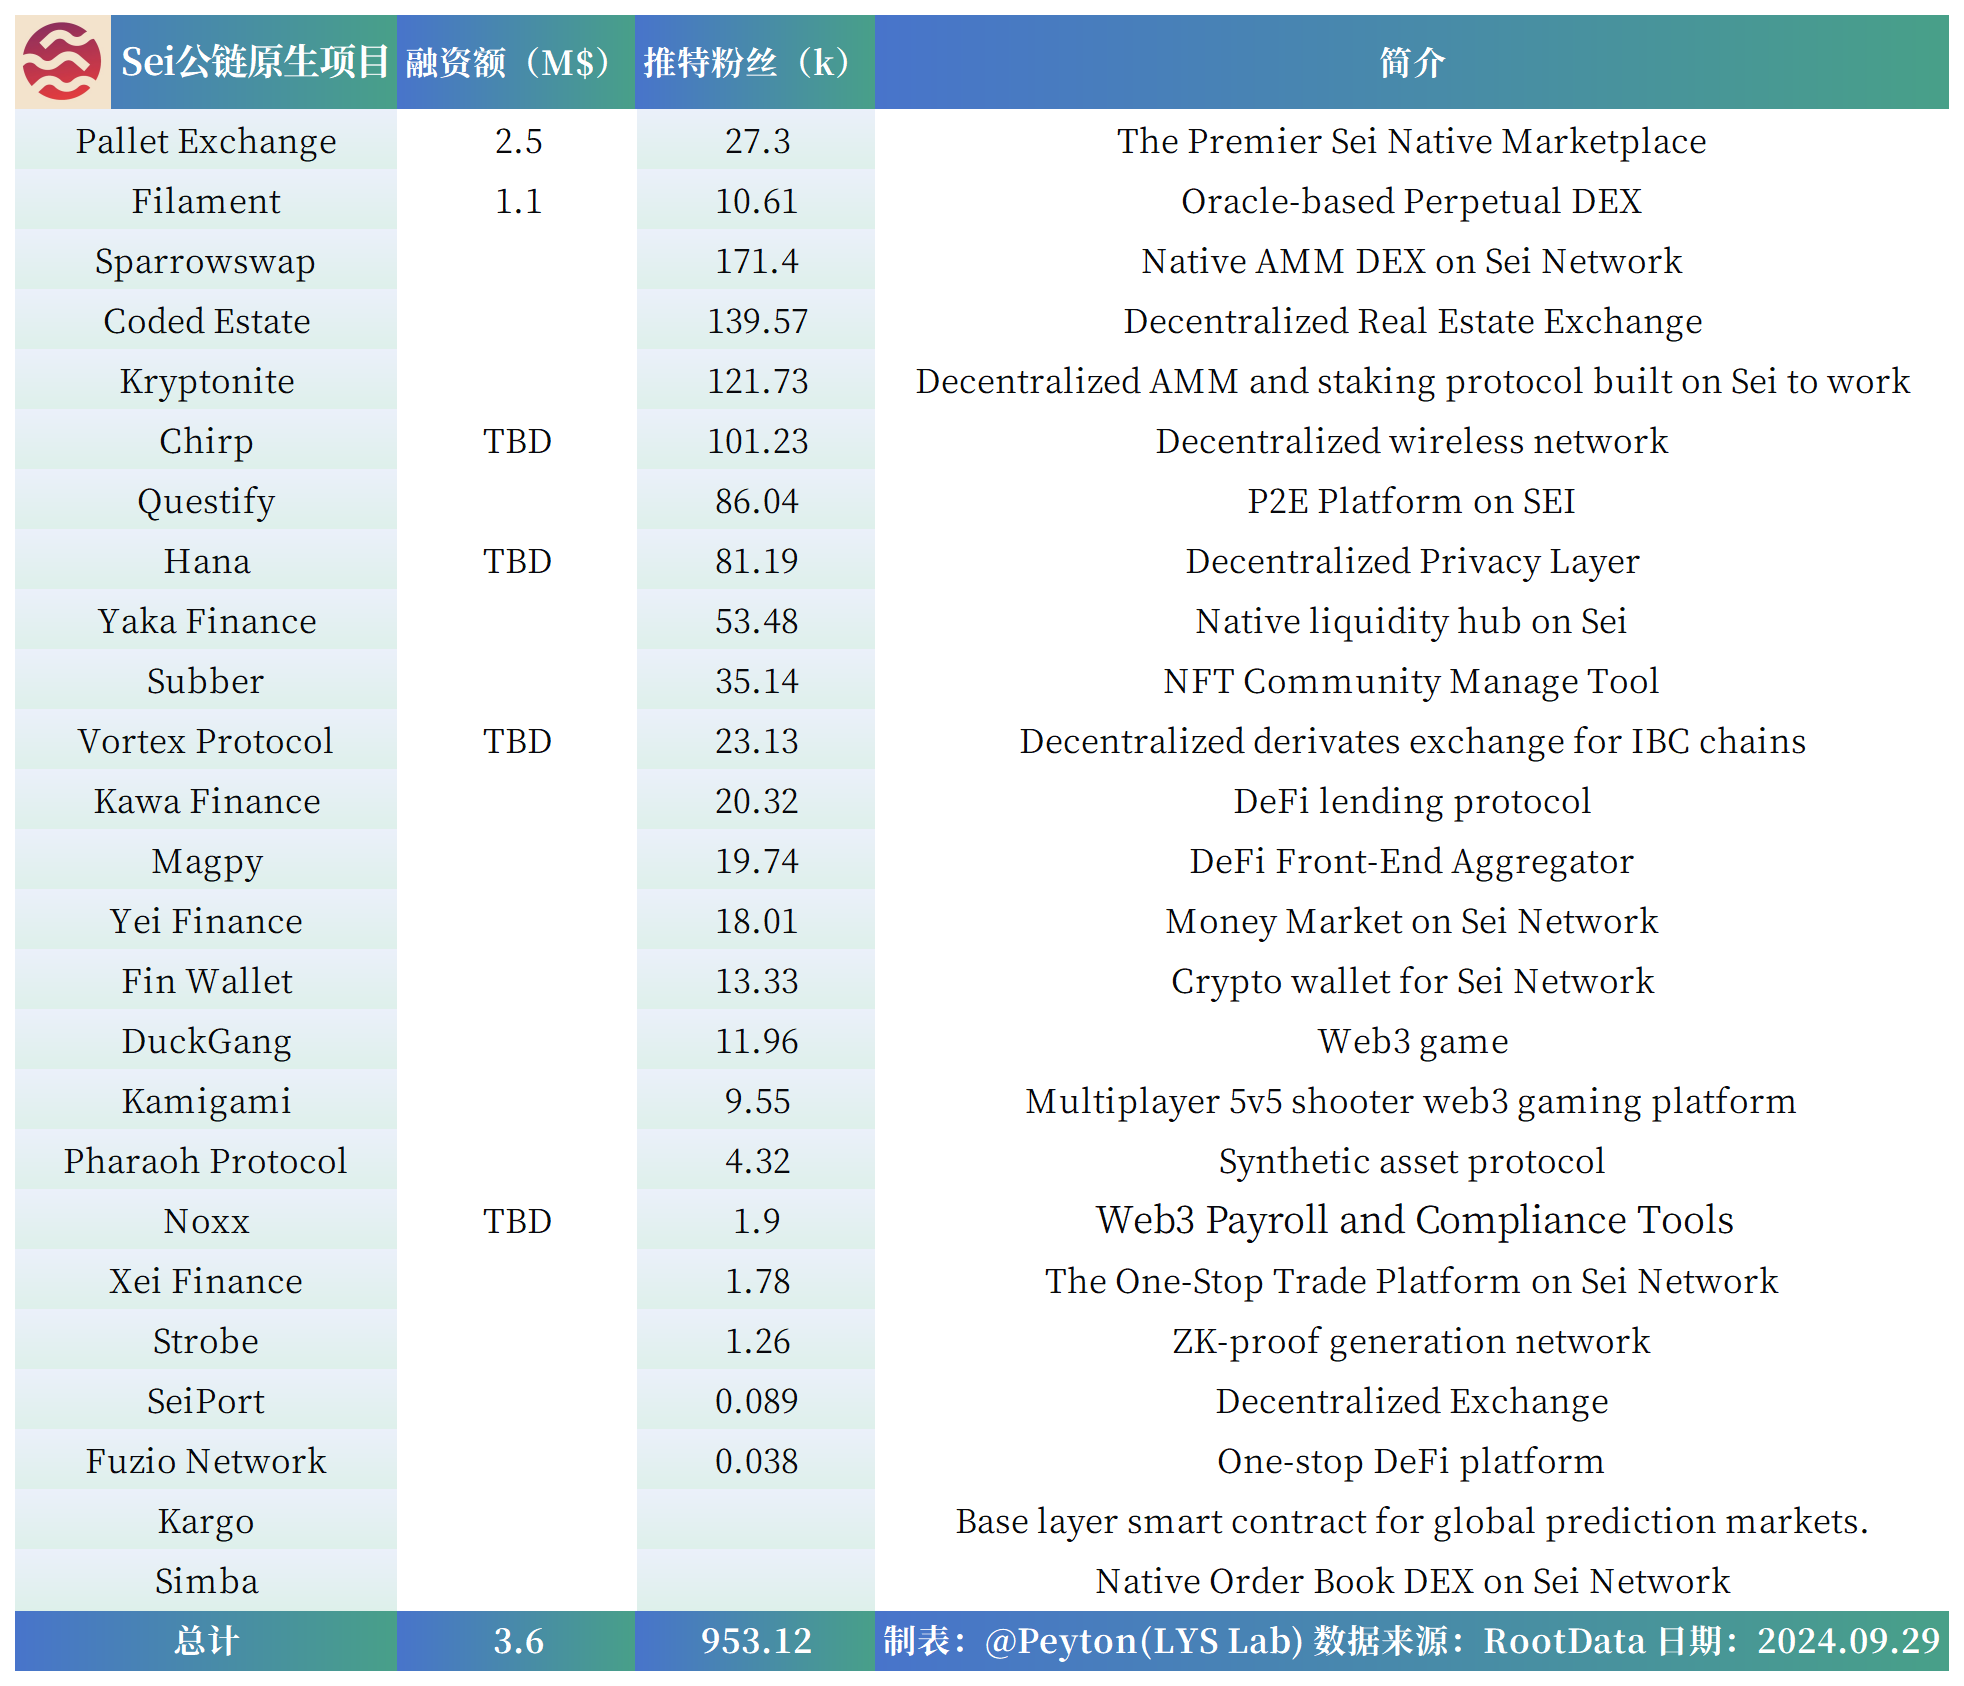 Sei公链原生项目 融资额（M$） 推特粉丝（k） 简介
Pallet Exchange 2.5 27.3 The Premier Sei Native Marketplace
Filament 1.1 10.61 Oracle-based Perpetual DEX
Sparrowswap 171.4 Native AMM DEX on Sei Network
Coded Estate 139.57 Decentralized Real Estate Exchange
Kryptonite 121.73 Decentralized AMM and staking protocol built on Sei to work
Chirp TBD 101.23 Decentralized wireless network
Questify 86.04 P2E Platform on SEI
Hana TBD 81.19 Decentralized Privacy Layer
Yaka Finance 53.48 Native liquidity hub on Sei
Subber 35.14 NFT Community Manage Tool
Vortex Protocol TBD 23.13 Decentralized derivates exchange for IBC chains
Kawa Finance 20.32 DeFi lending protocol
Magpy 19.74 DeFi Front-End Aggregator
Yei Finance 18.01 Money Market on Sei Network
Fin Wallet 13.33 Crypto wallet for Sei Network
DuckGang 11.96 Web3 game
Kamigami 9.55 Multiplayer 5v5 shooter web3 gaming platform
Pharaoh Protocol 4.32 Synthetic asset protocol
Noxx TBD 1.9 Web3 Payroll and Compliance Tools
Xei Finance 1.78 The One-Stop Trade Platform on Sei Network
Strobe 1.26 ZK-proof generation network
SeiPort 0.089 Decentralized Exchange
Fuzio Network 0.038 One-stop DeFi platform
Kargo Base layer smart contract for global prediction markets.
Simba Native Order Book DEX on Sei Network
总计 3.6 953.12 制表：@Peyton(LYS Lab) 数据来源：RootData 日期：2024.09.29